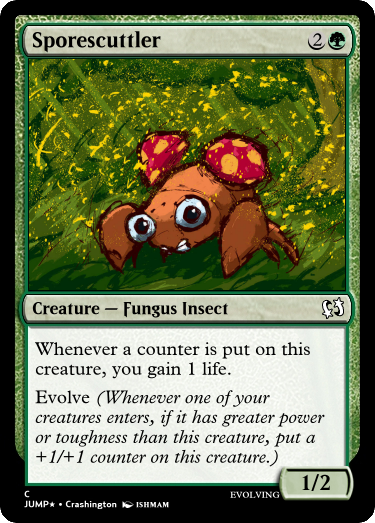 Sporescuttler 2
Creature — Fungus Insect
Whenever a counter is put on this
creature, you gain 1 life.
Evolve (Whenever one of your
creatures enters, if it has greater power
or toughness than this creature, put a
+1/+1 counter on this creature.)
1/2
C EVOLVING
JUMP★ • Crashington ISHMAM